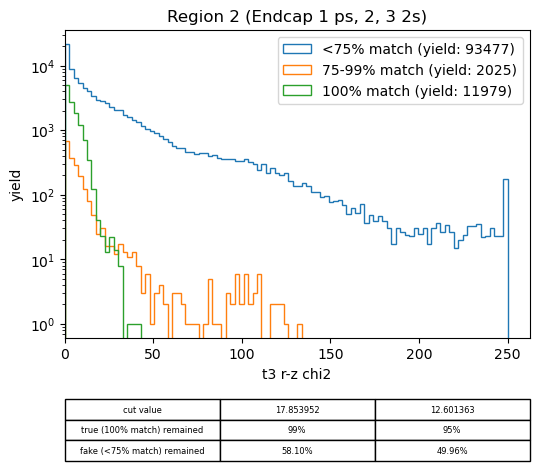 Region 2 (Endcap 1 ps, 2, 3 2s)
<75% match (yield: 93477)
75-99% match (yield: 2025)
100% match (yield: 11979)
yield
10⁴
10³
10²
10¹
10⁰
0 50 100 150 200 250
t3 r-z chi2
cut value 17.853952 12.601363
true (100% match) remained 99% 95%
fake (<75% match) remained 58.10% 49.96%